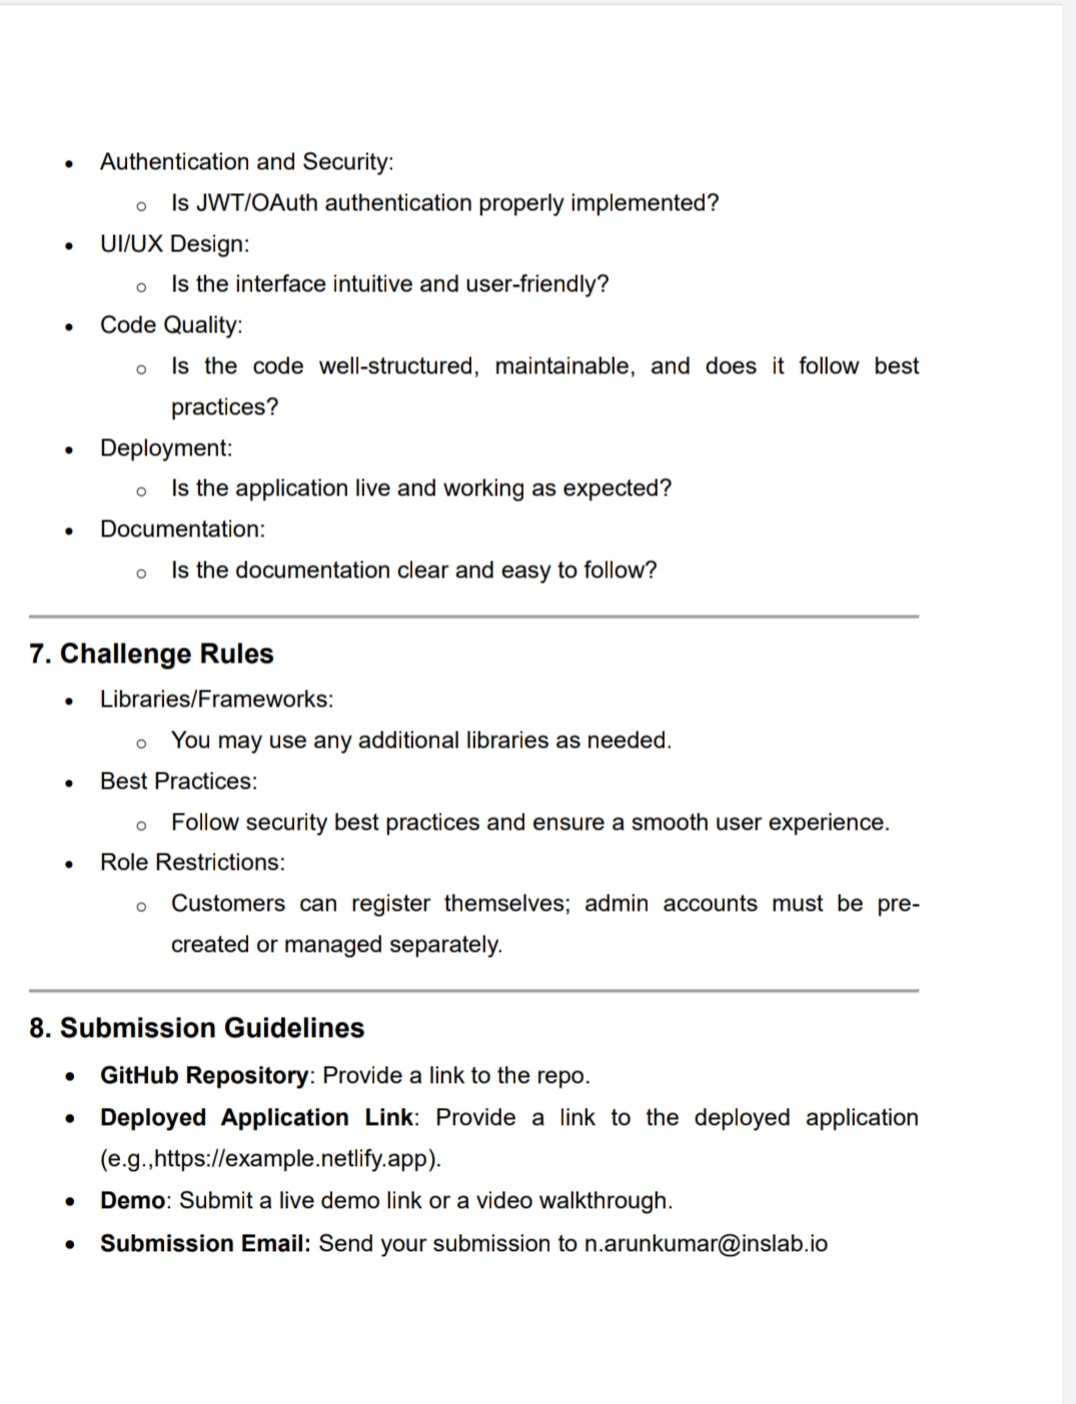 • Authentication and Security:
o Is JWT/OAuth authentication properly implemented?
• UI/UX Design:
o Is the interface intuitive and user-friendly?
• Code Quality:
o Is the code well-structured, maintainable, and does it follow best
practices?
• Deployment:
o Is the application live and working as expected?
• Documentation:
o Is the documentation clear and easy to follow?
7. Challenge Rules
• Libraries/Frameworks:
o You may use any additional libraries as needed.
• Best Practices:
o Follow security best practices and ensure a smooth user experience.
• Role Restrictions:
o Customers can register themselves; admin accounts must be pre-
created or managed separately.
8. Submission Guidelines
• GitHub Repository: Provide a link to the repo.
• Deployed Application Link: Provide a link to the deployed application
(e.g.,https://example.netlify.app).
• Demo: Submit a live demo link or a video walkthrough.
• Submission Email: Send your submission to n.arunkumar@inslab.io